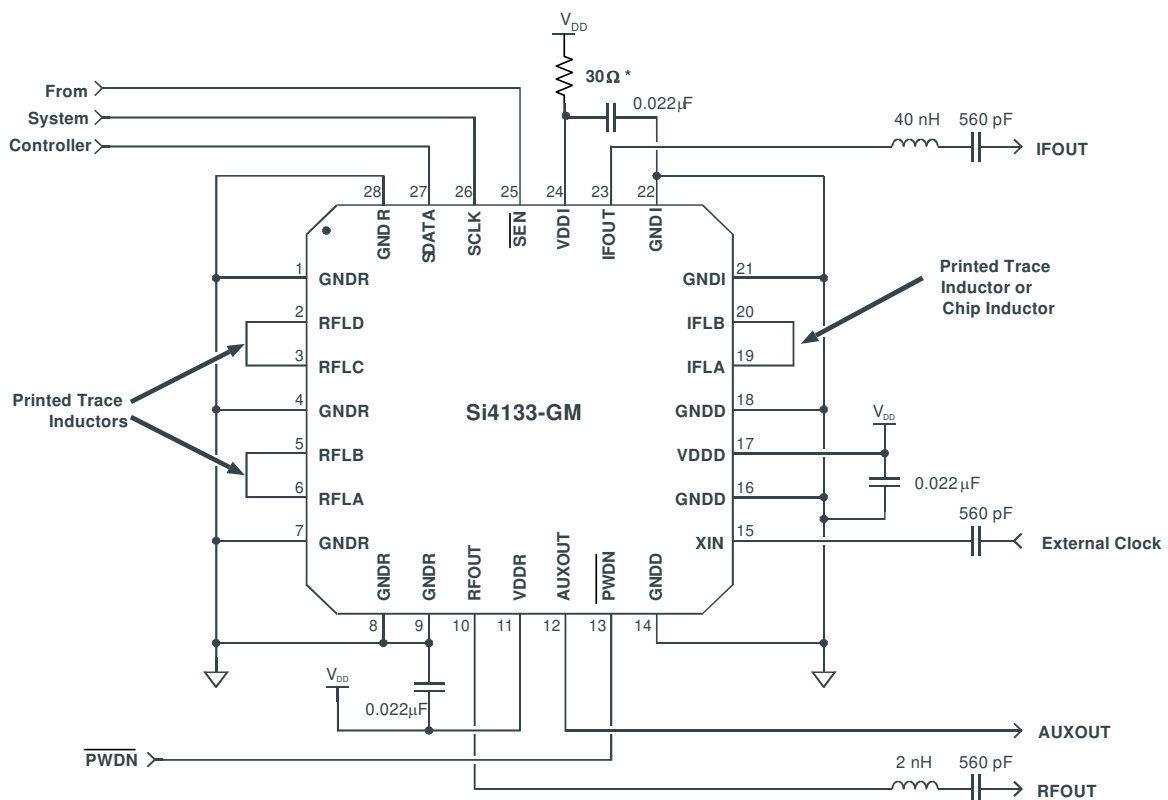 VDD
30Ω *
0.022µF
From
System
Controller
40 nH
560 pF
IFOUT
28
27
26
25
24
23
22
GNDR
SDATA
SCLK
SEN
VDDI
IFOUT
GNDI
1
GNDR
2
RFLD
3
RFLC
4
GNDR
5
RFLB
6
RFLA
7
GNDR
Printed Trace
Inductors
Si4133-GM
GNDI
21
IFLB
20
IFLA
19
GNDD
18
VDDD
17
GNDD
16
XIN
15
Printed Trace
Inductor or
Chip Inductor
VDD
0.022µF
560 pF
External Clock
GNDR
GNDR
RFOUT
VDDR
AUXOUT
PWDN
GNDD
8
9
10
11
12
13
14
VDD
0.022µF
AUXOUT
PWDN
2 nH
560 pF
RFOUT